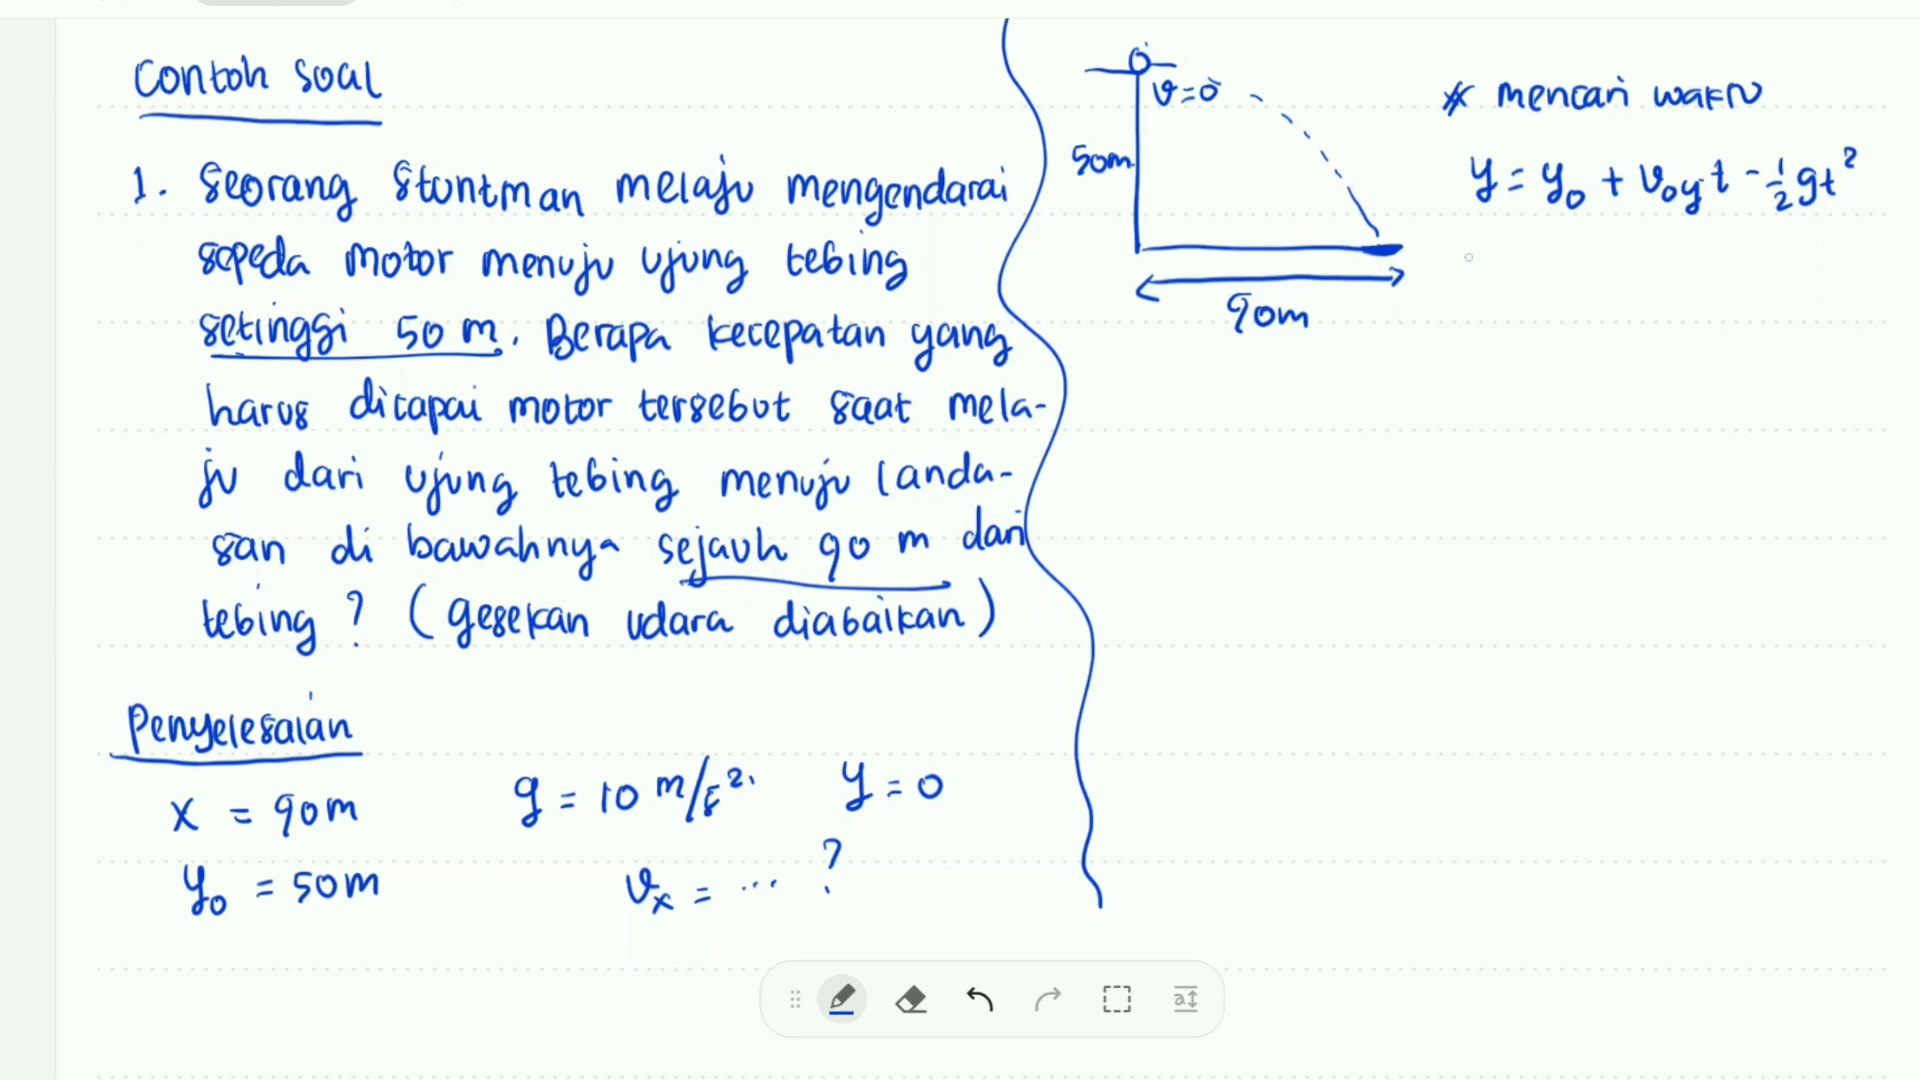 Contoh soal
1. Seorang stuntman melaju mengendarai
sepeda motor menuju ujung tebing
setinggi 50 m. Berapa kecepatan yang
harus dicapai motor tersebut saat mela-
ju dari ujung tebing menuju landa-
san di bawahnya sejauh 90 m dari
tebing? (gesekan udara diabaikan)
Penyelesaian
x = 90m
g = 10 m/s².
y = 0
y₀ = 50m
vₓ = ... ?
v=0
50m
90m
* mencari waktu
y = y₀ + v₀y t - 1/2 gt²